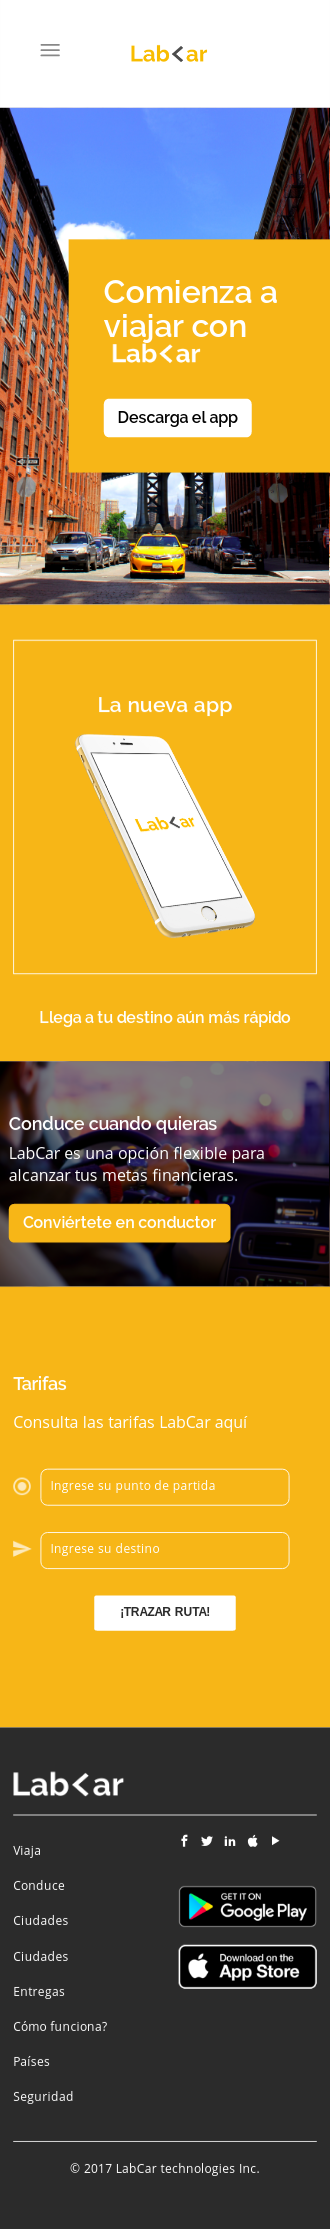 Lab<ar
Comienza a
viajar con
Lab<ar
Descarga el app
La nueva app
Lab<ar
Llega a tu destino aún más rápido
Conduce cuando quieras
LabCar es una opción flexible para
alcanzar tus metas financieras.
Conviértete en conductor
Tarifas
Consulta las tarifas LabCar aquí
Ingrese su punto de partida
Ingrese su destino
¡TRAZAR RUTA!
Lab<ar
Viaja
Conduce
Ciudades
Ciudades
Entregas
Cómo funciona?
Países
Seguridad
GET IT ON
Google Play
Download on the
App Store
© 2017 LabCar technologies Inc.